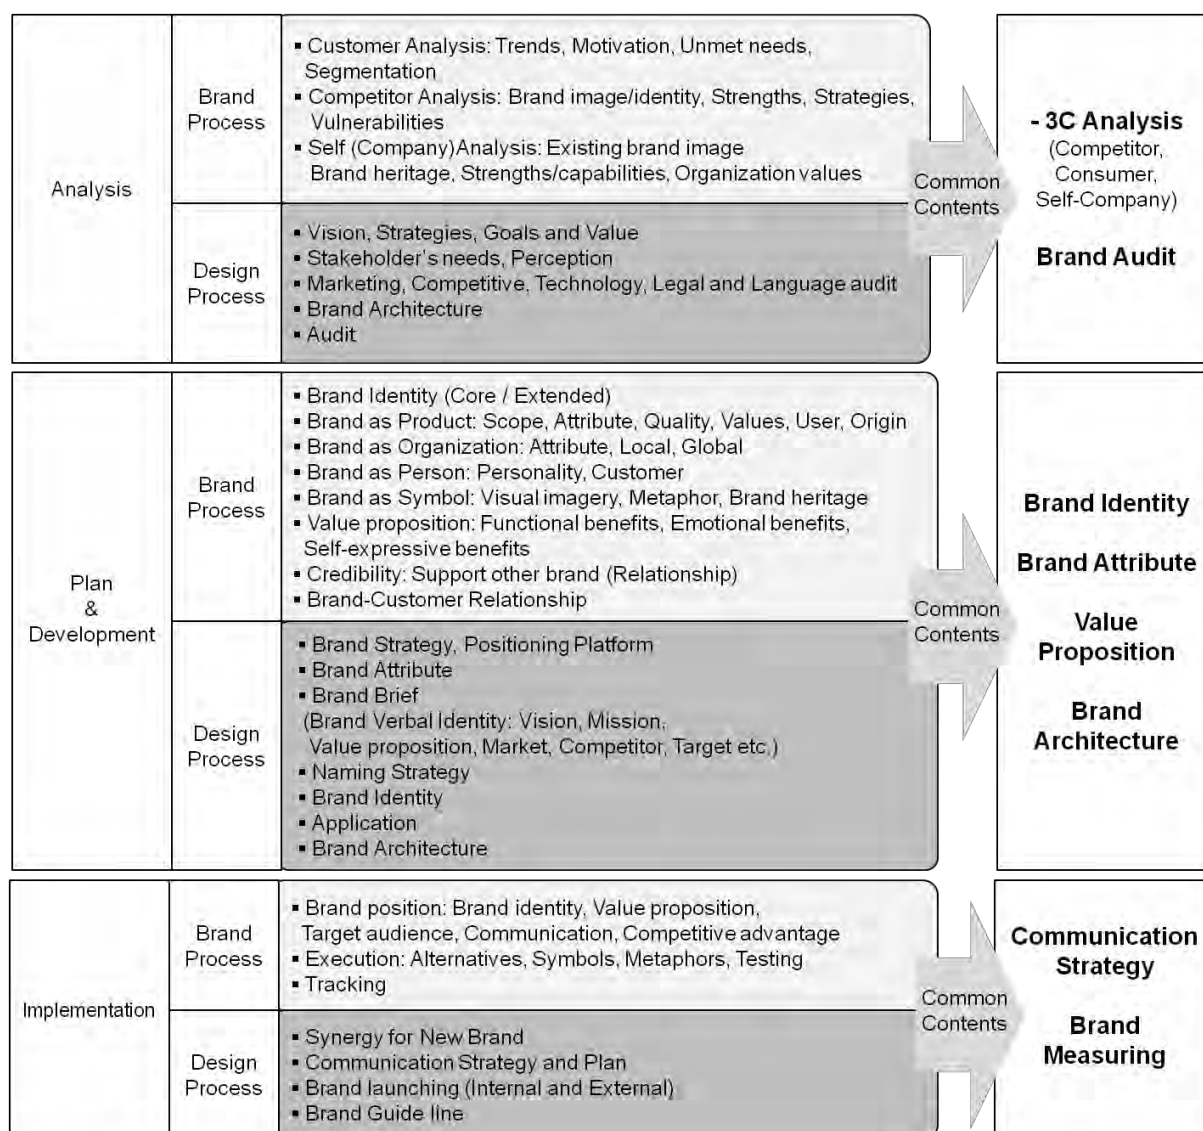 Analysis
Brand
Process
▪ Customer Analysis: Trends, Motivation, Unmet needs,
Segmentation
▪ Competitor Analysis: Brand image/identity, Strengths, Strategies,
Vulnerabilities
▪ Self (Company)Analysis: Existing brand image
Brand heritage, Strengths/capabilities, Organization values
Design
Process
▪ Vision, Strategies, Goals and Value
▪ Stakeholder's needs, Perception
▪ Marketing, Competitive, Technology, Legal and Language audit
▪ Brand Architecture
▪ Audit
Common
Contents
- 3C Analysis
(Competitor,
Consumer,
Self-Company)
Brand Audit
Plan
&
Development
Brand
Process
▪ Brand Identity (Core / Extended)
▪ Brand as Product: Scope, Attribute, Quality, Values, User, Origin
▪ Brand as Organization: Attribute, Local, Global
▪ Brand as Person: Personality, Customer
▪ Brand as Symbol: Visual imagery, Metaphor, Brand heritage
▪ Value proposition: Functional benefits, Emotional benefits,
Self-expressive benefits
▪ Credibility: Support other brand (Relationship)
▪ Brand-Customer Relationship
Design
Process
▪ Brand Strategy, Positioning Platform
▪ Brand Attribute
▪ Brand Brief
(Brand Verbal Identity: Vision, Mission,
Value proposition, Market, Competitor, Target etc.)
▪ Naming Strategy
▪ Brand Identity
▪ Application
▪ Brand Architecture
Common
Contents
Brand Identity
Brand Attribute
Value
Proposition
Brand
Architecture
Implementation
Brand
Process
▪ Brand position: Brand identity, Value proposition,
Target audience, Communication, Competitive advantage
▪ Execution: Alternatives, Symbols, Metaphors, Testing
▪ Tracking
Design
Process
▪ Synergy for New Brand
▪ Communication Strategy and Plan
▪ Brand launching (Internal and External)
▪ Brand Guide line
Common
Contents
Communication
Strategy
Brand
Measuring